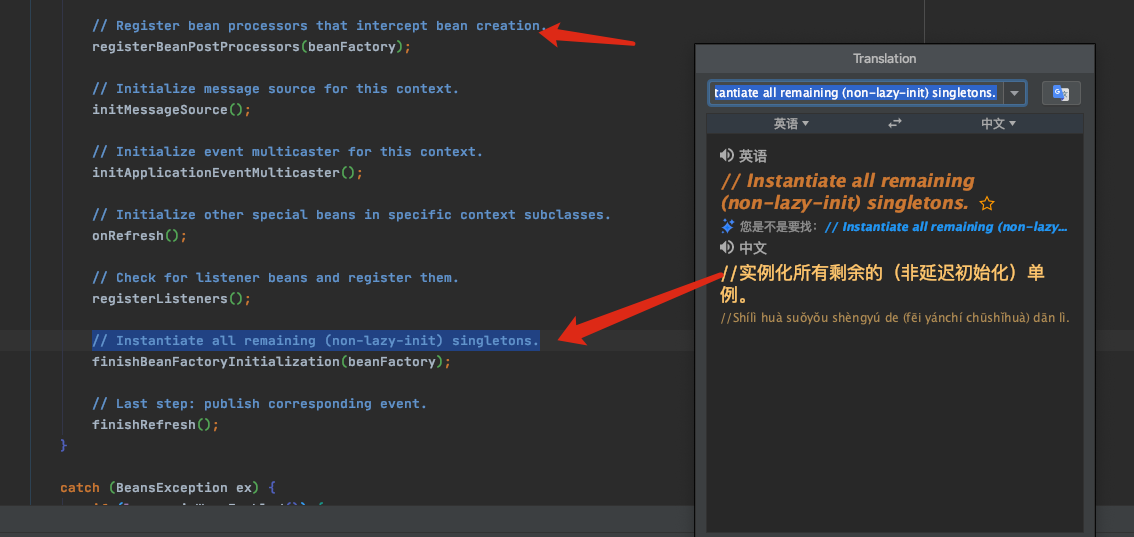 // Register bean processors that intercept bean creation.
registerBeanPostProcessors(beanFactory);
// Initialize message source for this context.
initMessageSource();
// Initialize event multicaster for this context.
initApplicationEventMulticaster();
// Initialize other special beans in specific context subclasses.
onRefresh();
// Check for listener beans and register them.
registerListeners();
// Instantiate all remaining (non-lazy-init) singletons.
finishBeanFactoryInitialization(beanFactory);
// Last step: publish corresponding event.
finishRefresh();
}
catch (BeansException ex) {
Translation
tantiate all remaining (non-lazy-init) singletons.
英语
中文
英语
// Instantiate all remaining
(non-lazy-init) singletons.
您是不是要找: // Instantiate all remaining (non-lazy...
中文
//实例化所有剩余的（非延迟初始化）单
例。
//Shílì huà suǒyǒu shèngyú de (fēi yánchí chūshǐhuà) dān lì.